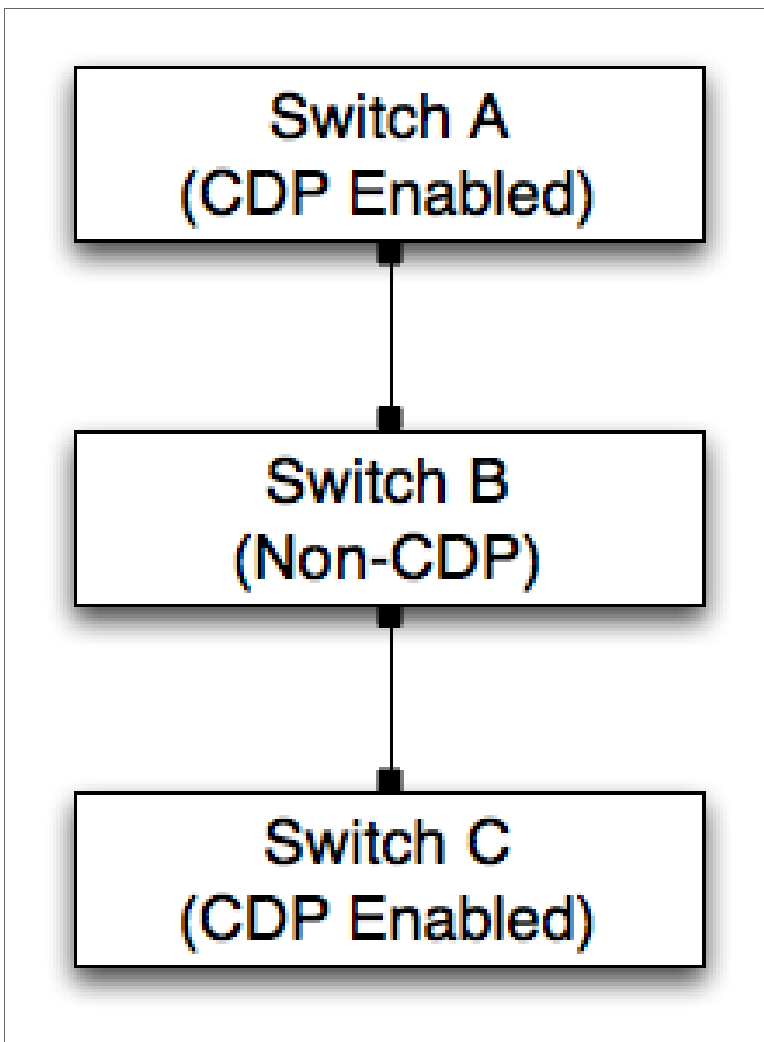 Switch A
(CDP Enabled)
Switch B
(Non-CDP)
Switch C
(CDP Enabled)